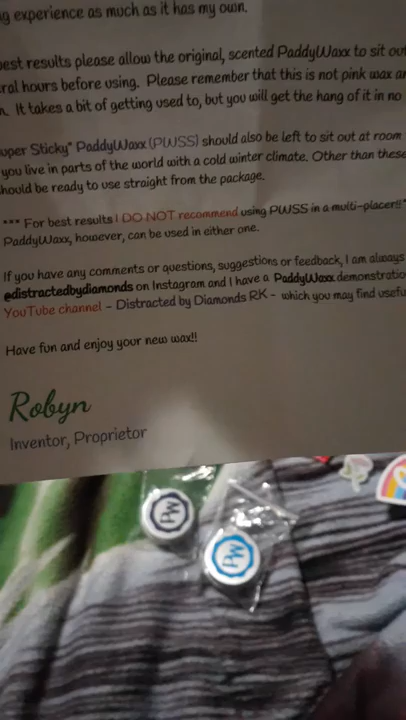 g experience as much as it has my own.
best results please allow the original, scented PaddyWaxx to sit out
ral hours before using. Please remember that this is not pink wax an
n. It takes a bit of getting used to, but you will get the hang of it in no
uper Sticky" PaddyWaxx (PWSS) should also be left to sit out at room
you live in parts of the world with a cold winter climate. Other than these
hould be ready to use straight from the package.
*** For best results I DO NOT recommend using PWSS in a multi-placer!! *
PaddyWaxx, however, can be used in either one.
If you have any comments or questions, suggestions or feedback, I am always
@distractedbydiamonds on Instagram and I have a PaddyWaxx demonstratio
YouTube channel - Distracted by Diamonds RK - which you may find usefu
Have fun and enjoy your new wax!!
Robyn
Inventor, Proprietor
PW
PW